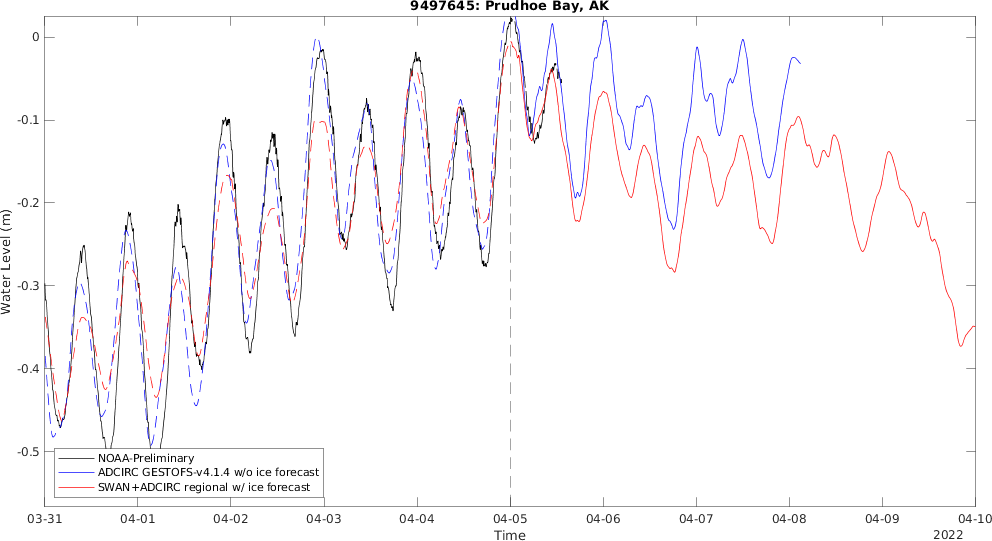 9497645: Prudhoe Bay, AK
Water Level (m)
0
-0.1
-0.2
-0.3
-0.4
-0.5
NOAA-Preliminary
ADCIRC GESTOFS-v4.1.4 w/o ice forecast
SWAN+ADCIRC regional w/ ice forecast
03-31 04-01 04-02 04-03 04-04 04-05 04-06 04-07 04-08 04-09 04-10
Time
2022